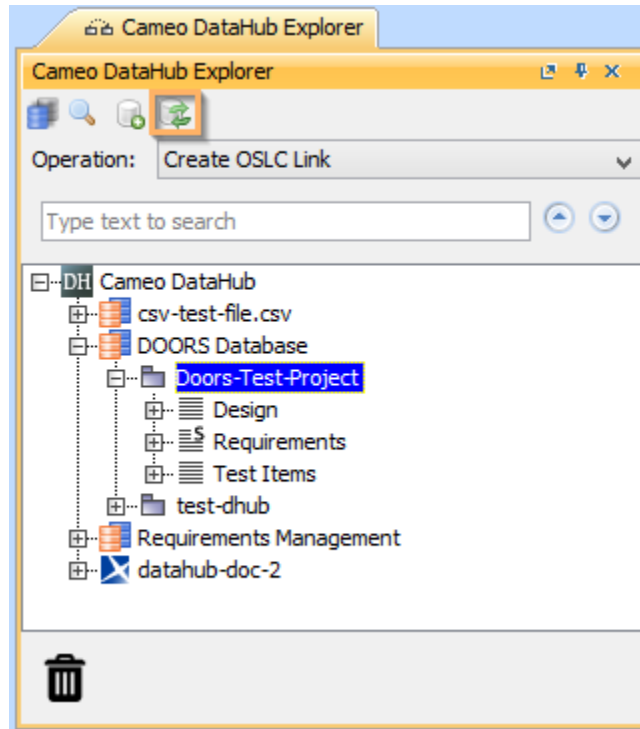 Cameo DataHub Explorer
Cameo DataHub Explorer
Operation: Create OSLC Link
Type text to search
DH Cameo DataHub
csv-test-file.csv
DOORS Database
Doors-Test-Project
Design
S Requirements
Test Items
test-dhub
Requirements Management
datahub-doc-2